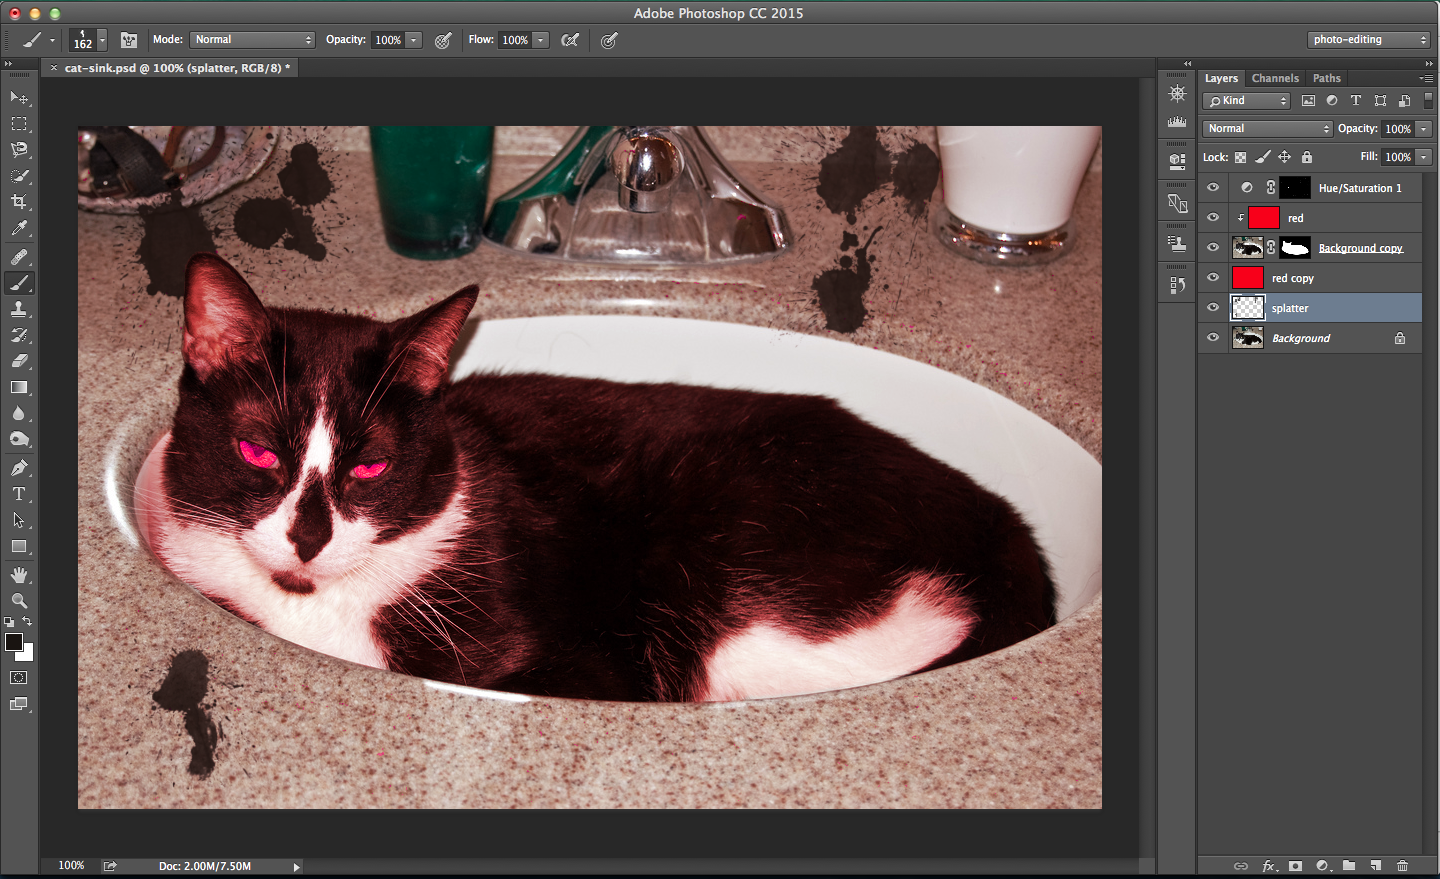 Adobe Photoshop CC 2015
162
Mode: Normal
Opacity: 100%
Flow: 100%
photo-editing
× cat-sink.psd @ 100% (splatter, RGB/8) *
Layers Channels Paths
Kind
T
Normal
Opacity: 100%
Lock:
Fill: 100%
Hue/Saturation 1
red
Background copy
red copy
splatter
Background
T
100%
Doc: 2.00M/7.50M
fx